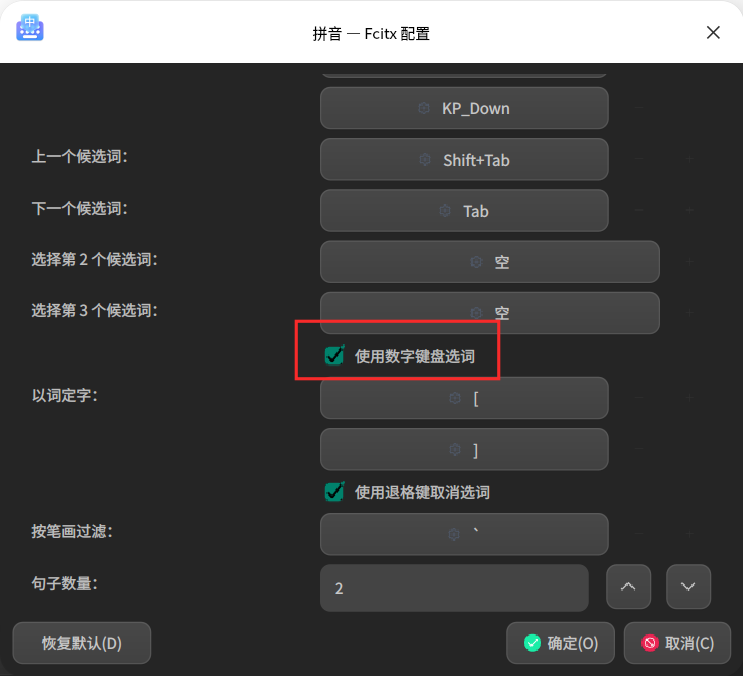 中
拼音 — Fcitx 配置
KP_Down
上一个候选词：
Shift+Tab
下一个候选词：
Tab
选择第 2 个候选词：
空
选择第 3 个候选词：
空
使用数字键盘选词
以词定字：
[
]
使用退格键取消选词
按笔画过滤：
`
句子数量：
2
恢复默认(D)
确定(O)
取消(C)